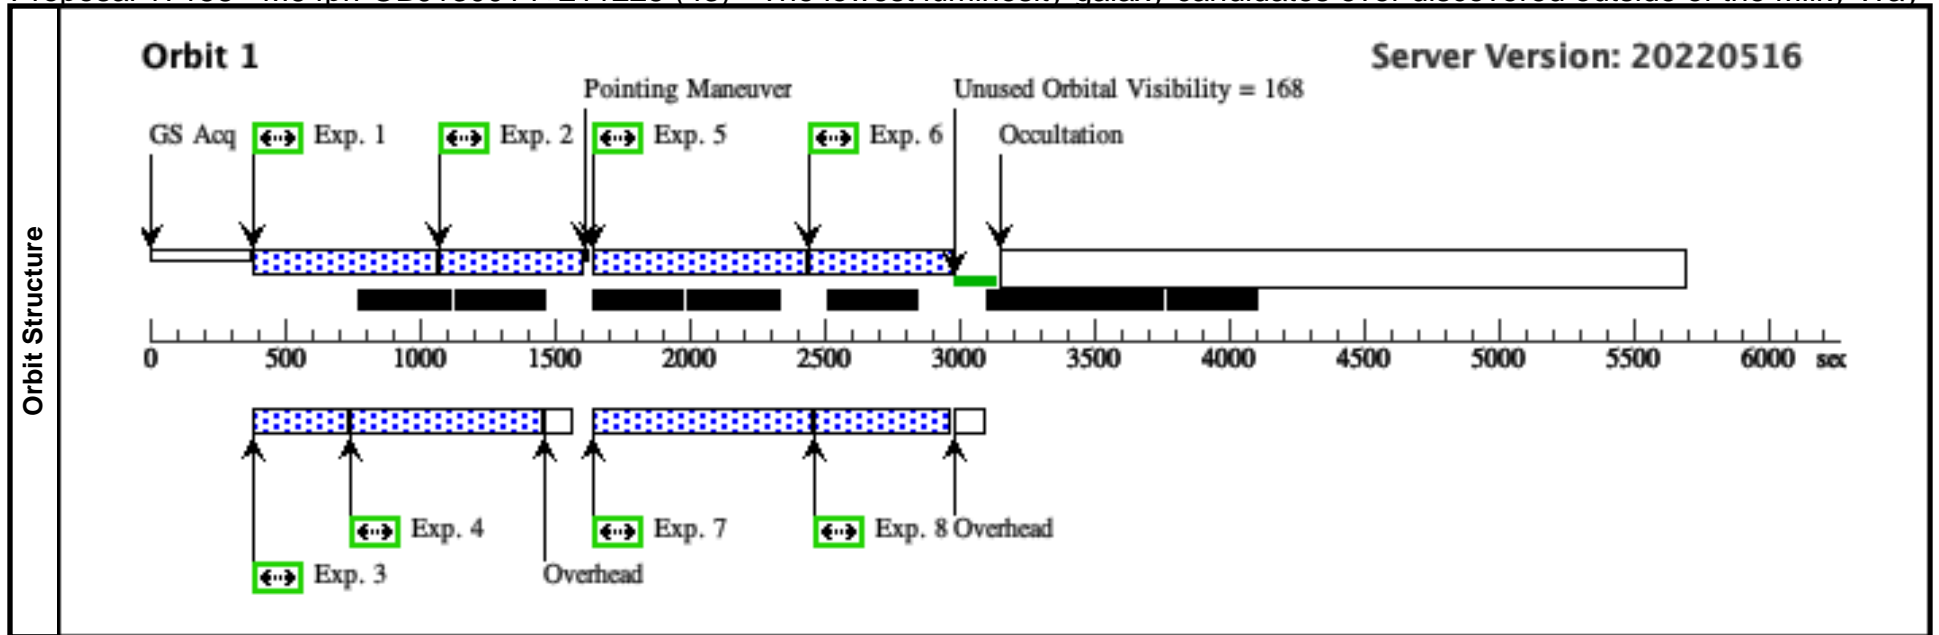 Orbit 1
Server Version: 20220516
Pointing Maneuver
Unused Orbital Visibility = 168
GS Acq
Exp. 1
Exp. 2
Exp. 5
Exp. 6
Occultation
Orbit Structure
0 500 1000 1500 2000 2500 3000 3500 4000 4500 5000 5500 6000 sec
Exp. 4
Exp. 7
Exp. 8
Overhead
Exp. 3
Overhead